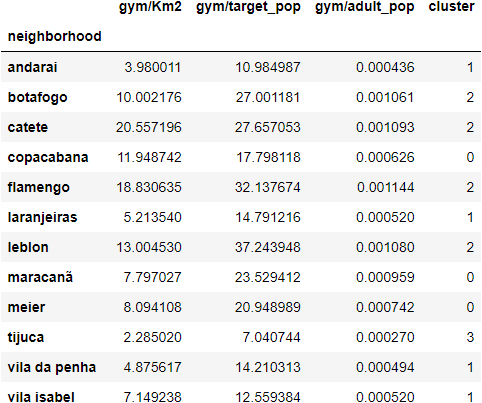 gym/Km2 gym/target_pop gym/adult_pop cluster
neighborhood
andarai 3.980011 10.984987 0.000436 1
botafogo 10.002176 27.001181 0.001061 2
catete 20.557196 27.657053 0.001093 2
copacabana 11.948742 17.798118 0.000626 0
flamengo 18.830635 32.137674 0.001144 2
laranjeiras 5.213540 14.791216 0.000520 1
leblon 13.004530 37.243948 0.001080 2
maracanã 7.797027 23.529412 0.000959 0
meier 8.094108 20.948989 0.000742 0
tijuca 2.285020 7.040744 0.000270 3
vila da penha 4.875617 14.210313 0.000494 1
vila isabel 7.149238 12.559384 0.000520 1